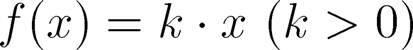 f(x) = k · x (k > 0)